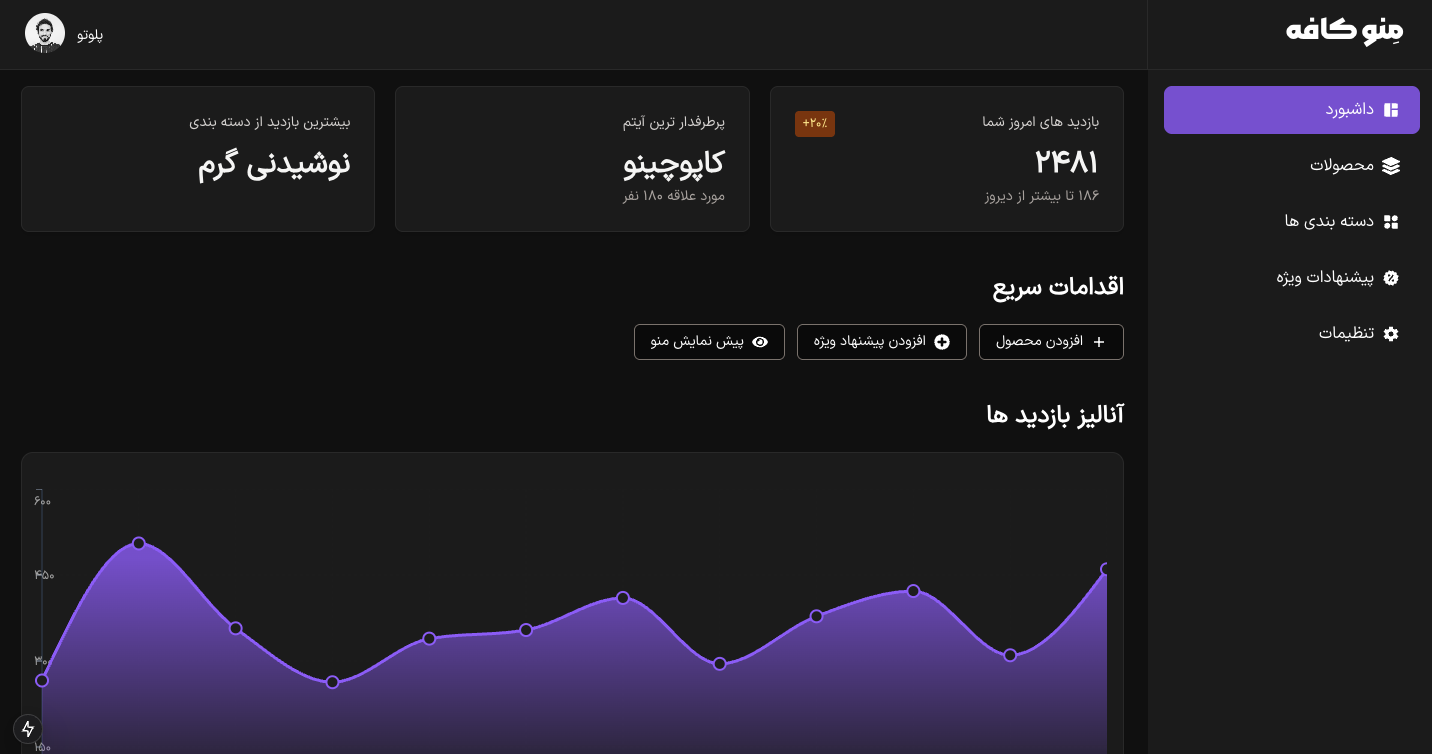 مِنو کافه
پلوتو
داشبورد
محصولات
دسته بندی ها
پیشنهادات ویژه
تنظیمات
بازدید های امروز شما
+۲۰٪
۲۴۸۱
۱۸۶ تا بیشتر از دیروز
پرطرفدار ترین آیتم
کاپوچینو
مورد علاقه ۱۸۰ نفر
بیشترین بازدید از دسته بندی
نوشیدنی گرم
اقدامات سریع
افزودن محصول
افزودن پیشنهاد ویژه
پیش نمایش منو
آنالیز بازدید ها
۶۰۰
۴۵۰
۳۰۰
۱۵۰